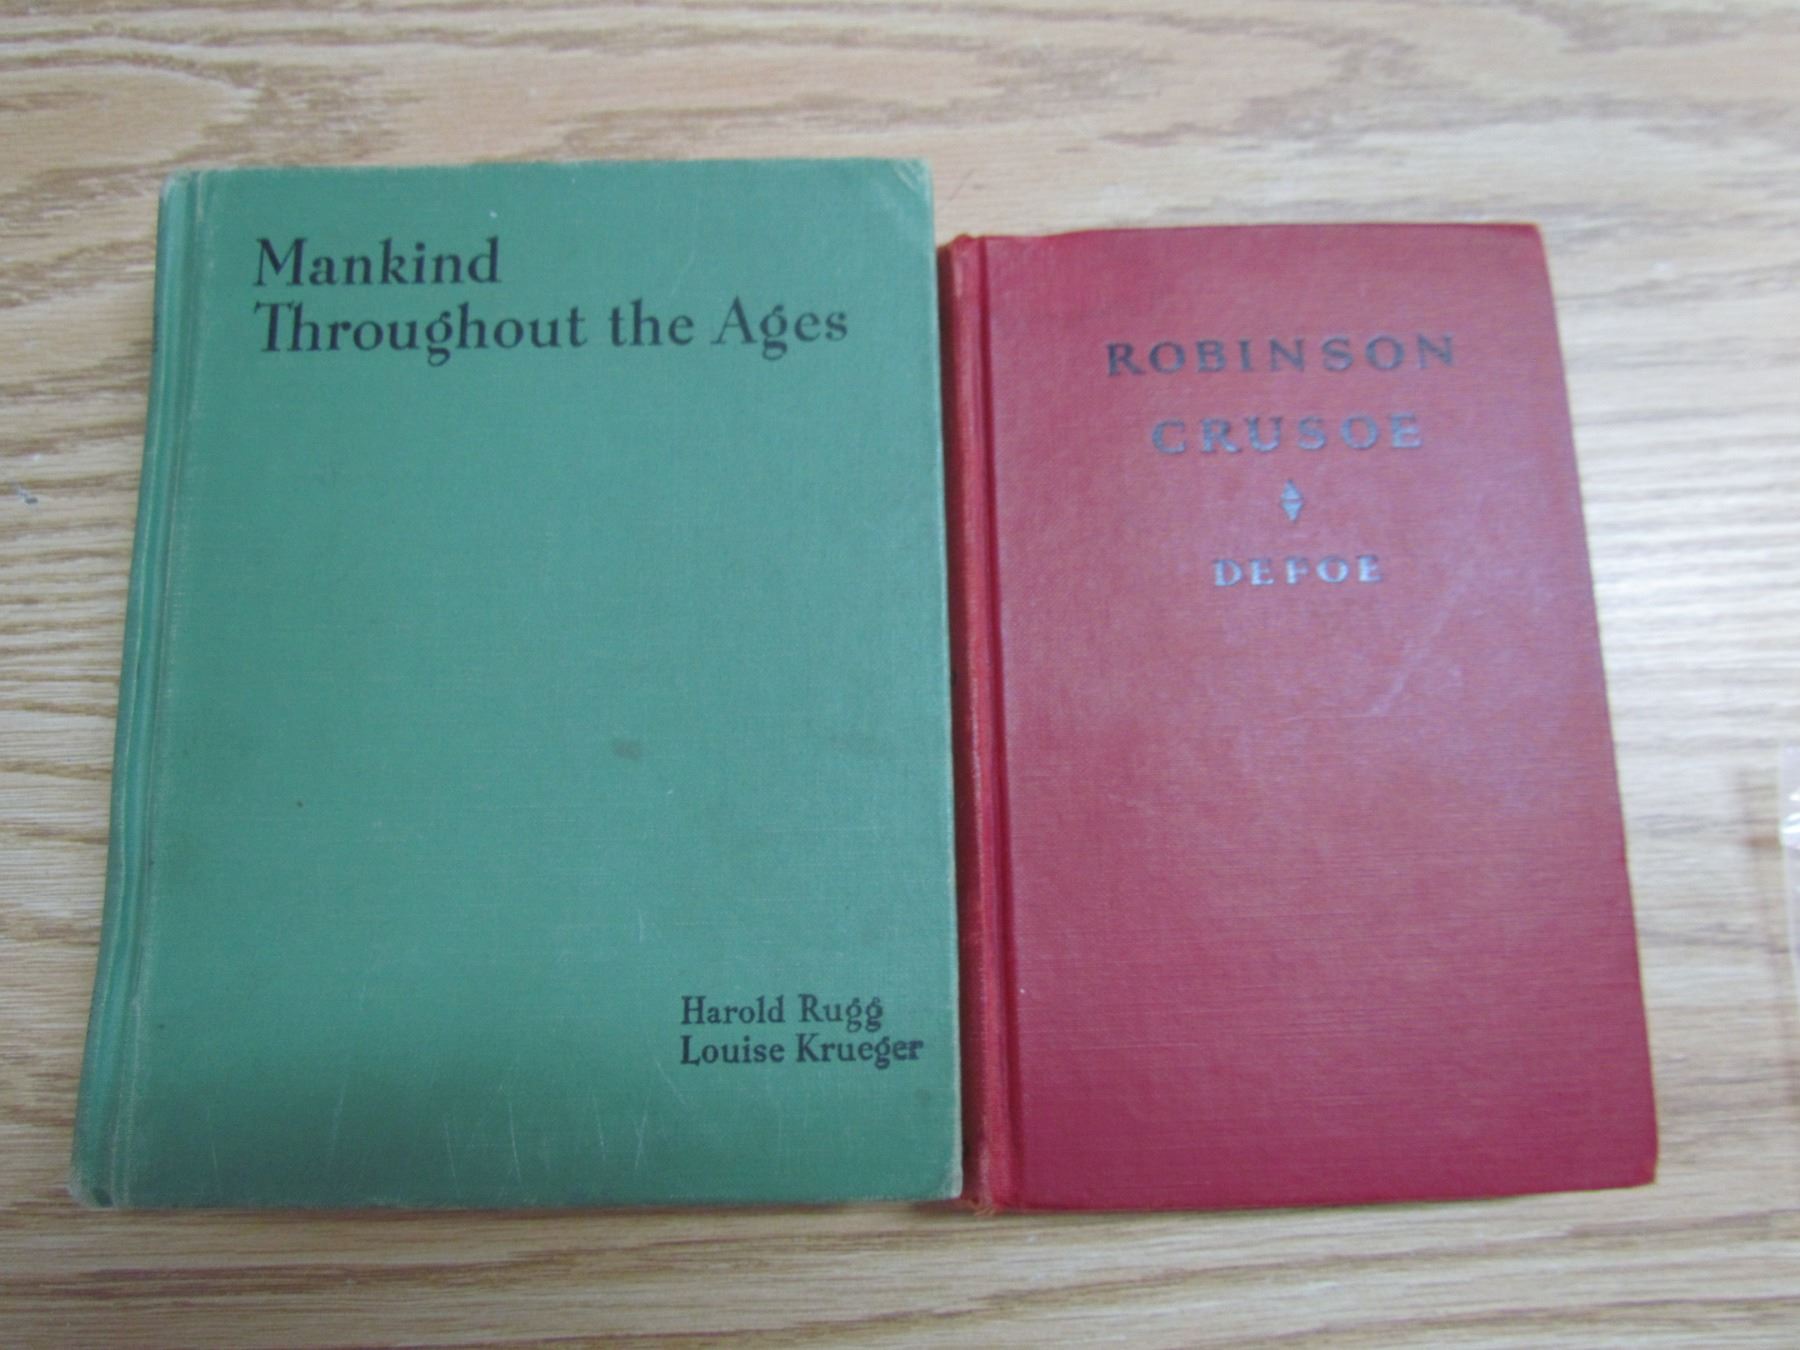 Mankind
Throughout the Ages
Harold Rugg
Louise Krueger
ROBINSON
CRUSOE
DEFOE